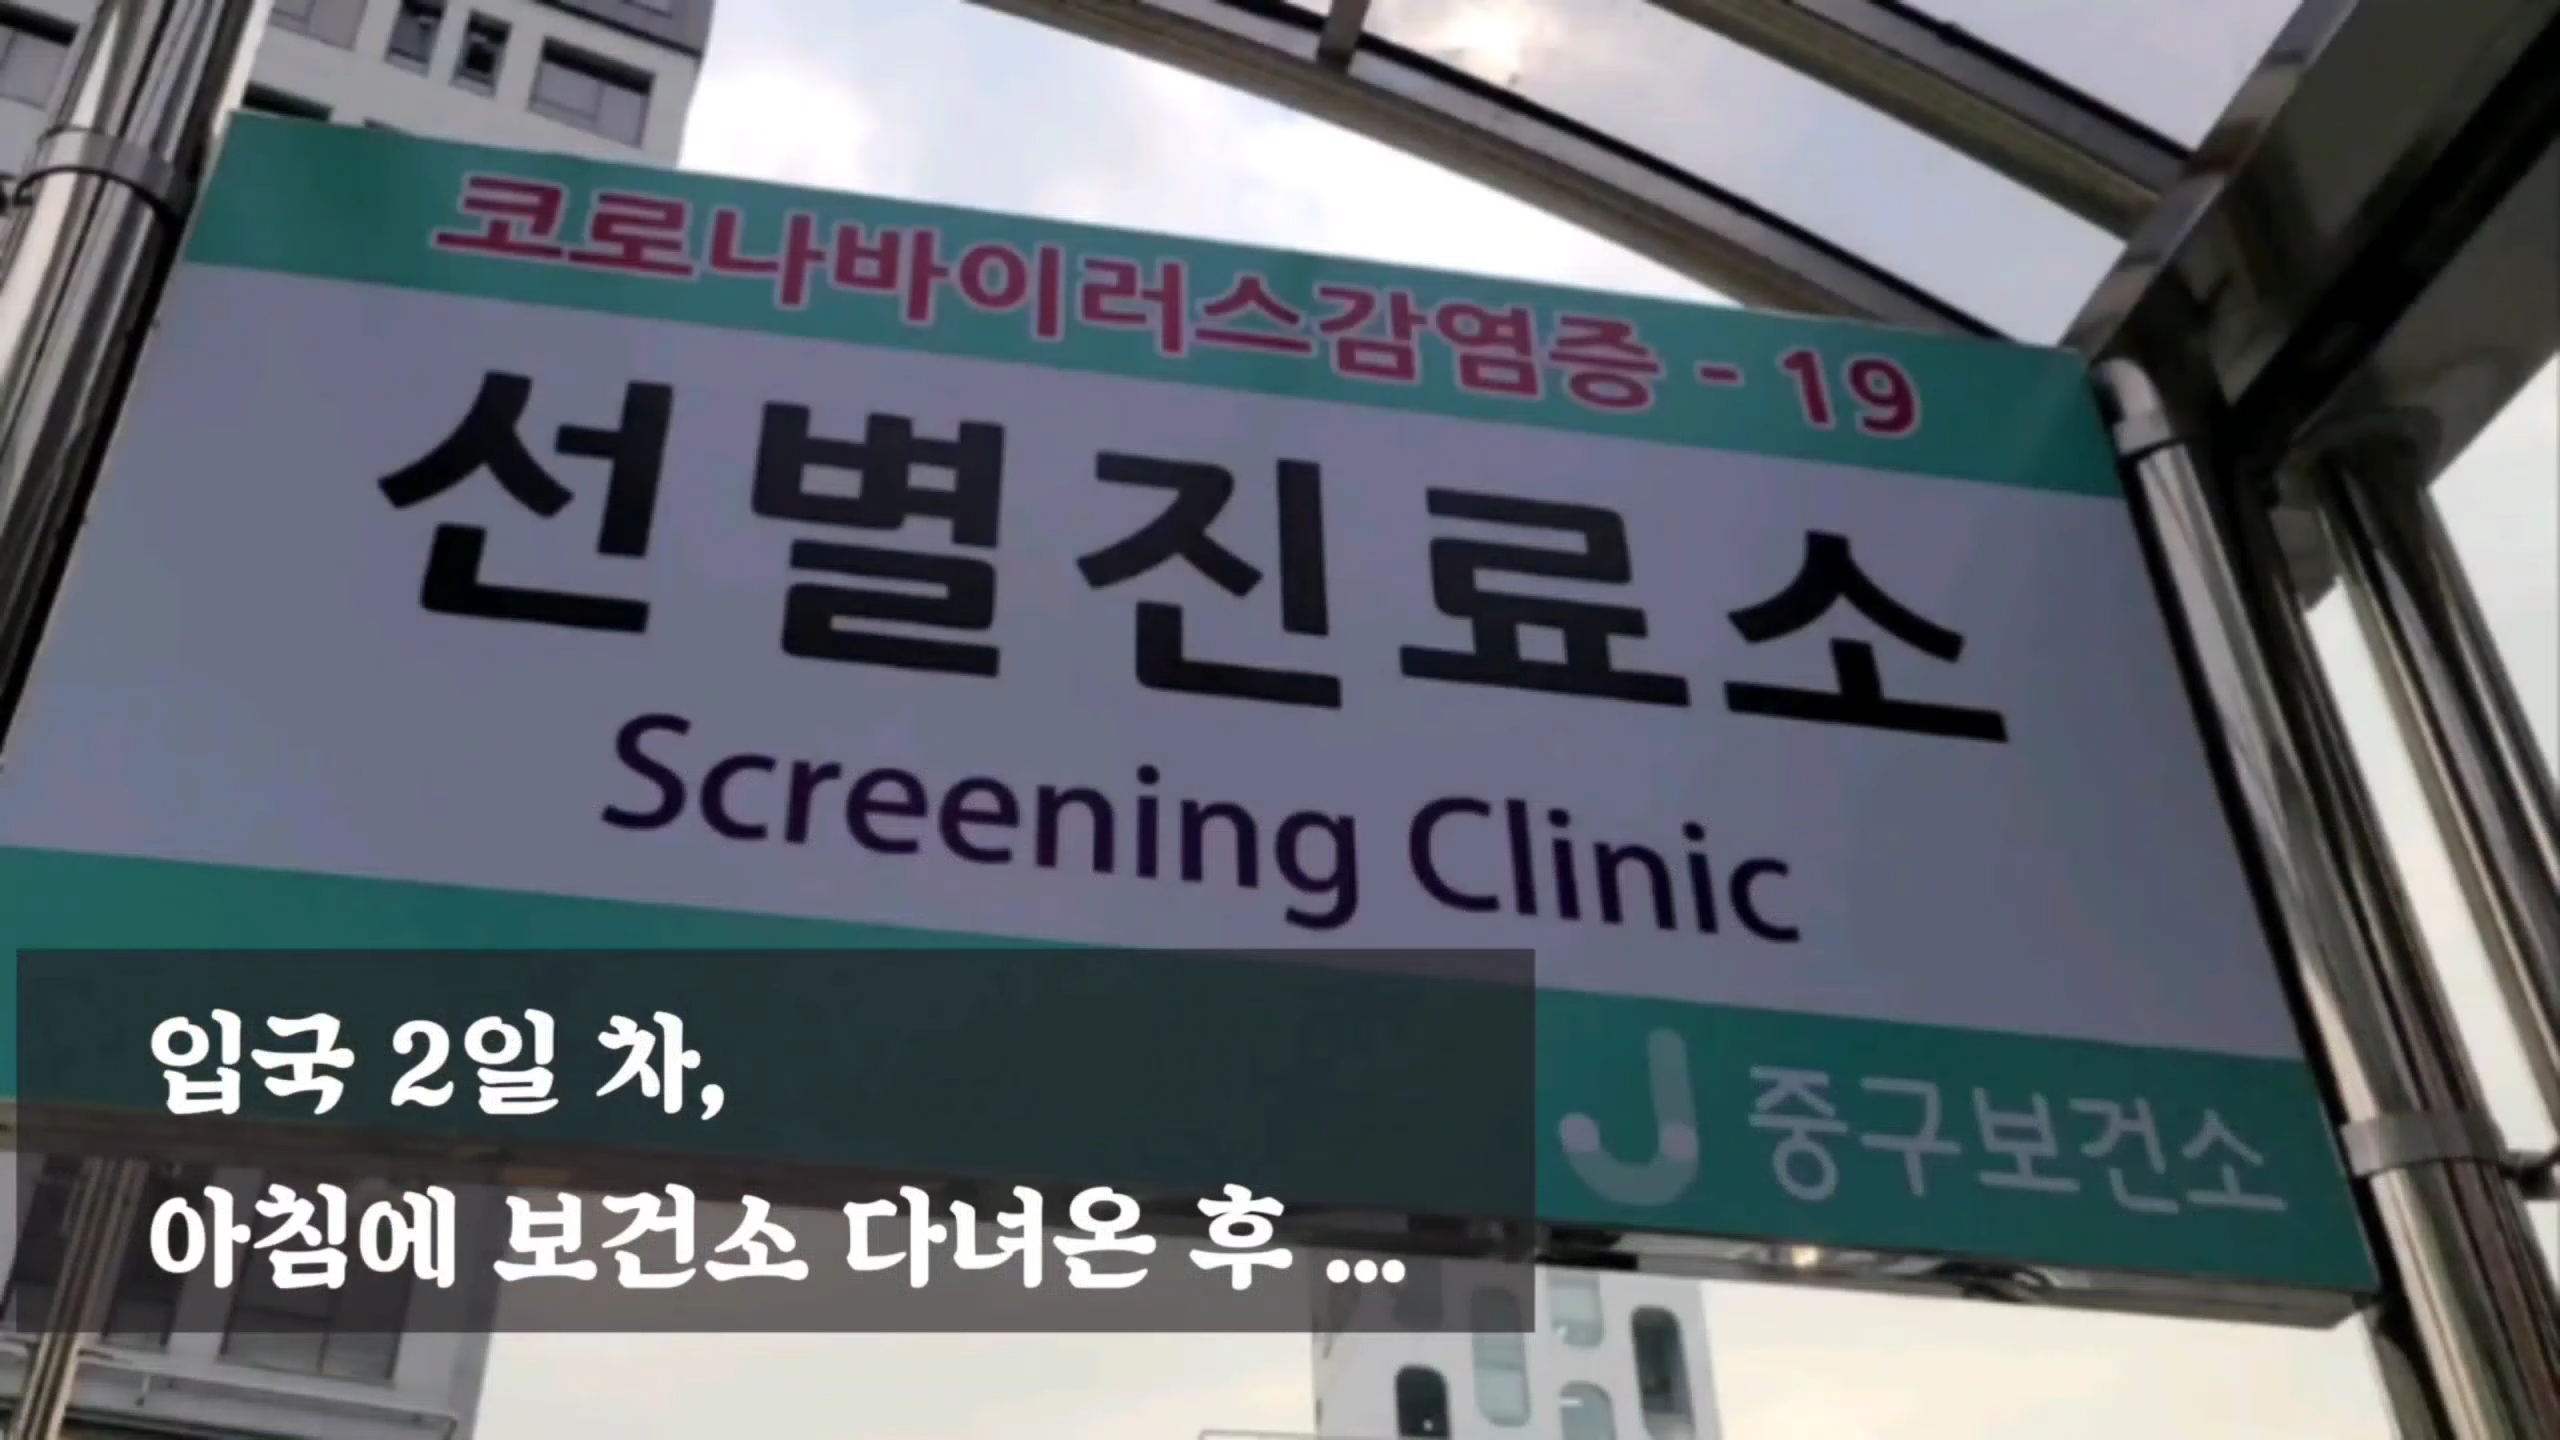 코로나바이러스감염증 - 19
선별진료소
Screening Clinic
중구보건소
입국 2일 차,
아침에 보건소 다녀온 후 ...